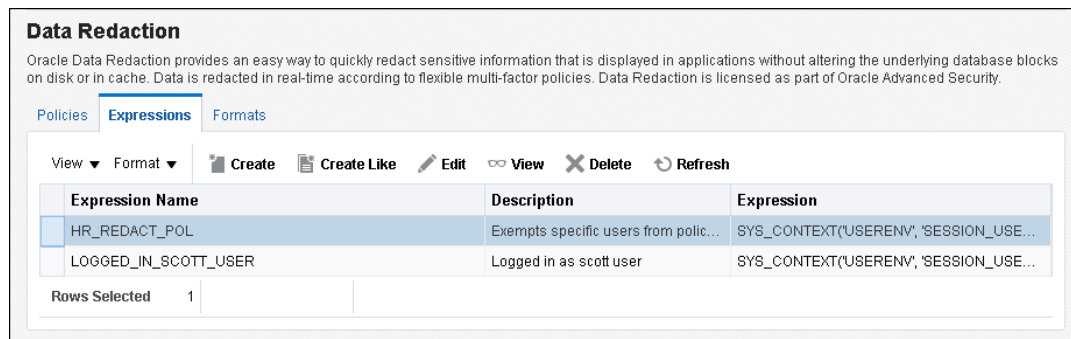 Data Redaction
Oracle Data Redaction provides an easy way to quickly redact sensitive information that is displayed in applications without altering the underlying database blocks
on disk or in cache. Data is redacted in real-time according to flexible multi-factor policies. Data Redaction is licensed as part of Oracle Advanced Security.
Policies Expressions Formats
View Format Create Create Like Edit View Delete Refresh
Expression Name Description Expression
HR_REDACT_POL Exempts specific users from polic... SYS_CONTEXT('USERENV', 'SESSION_USE...
LOGGED_IN_SCOTT_USER Logged in as scott user SYS_CONTEXT('USERENV', 'SESSION_USE...
Rows Selected 1